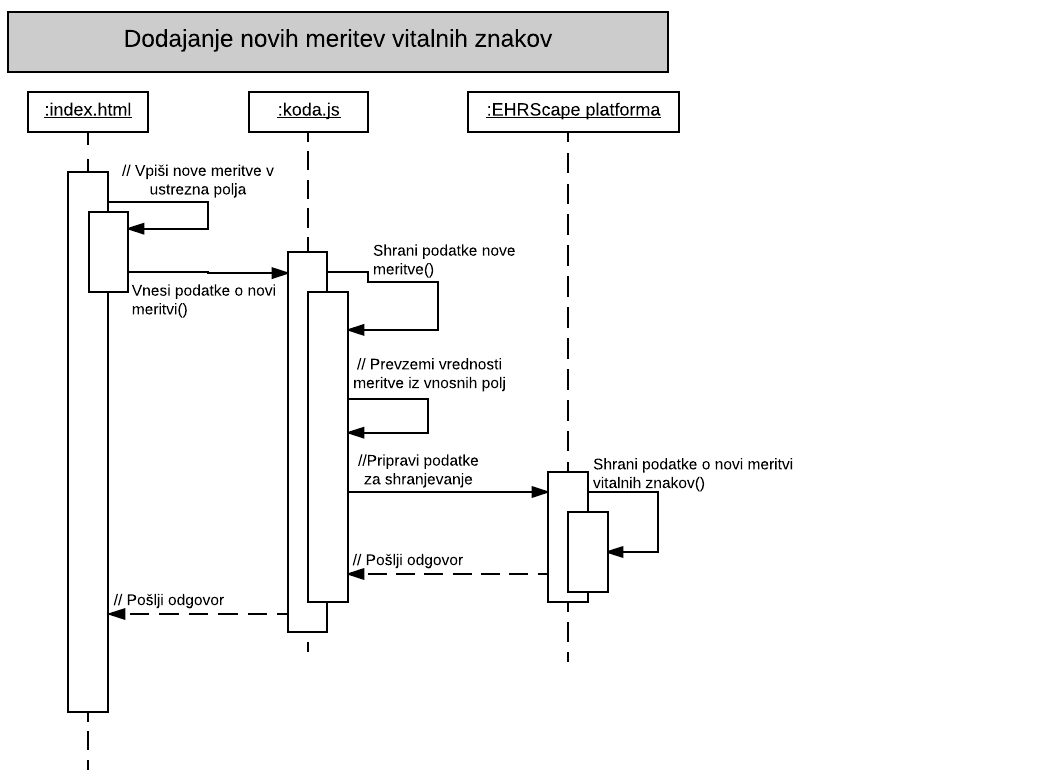 Dodajanje novih meritev vitalnih znakov
:index.html
:koda.js
:EHRScape platforma
// Vpiši nove meritve v
ustrezna polja
Shrani podatke nove
meritve()
Vnesi podatke o novi
meritvi()
// Prevzemi vrednosti
meritve iz vnosnih polj
//Pripravi podatke
za shranjevanje
Shrani podatke o novi meritvi
vitalnih znakov()
// Pošlji odgovor
// Pošlji odgovor